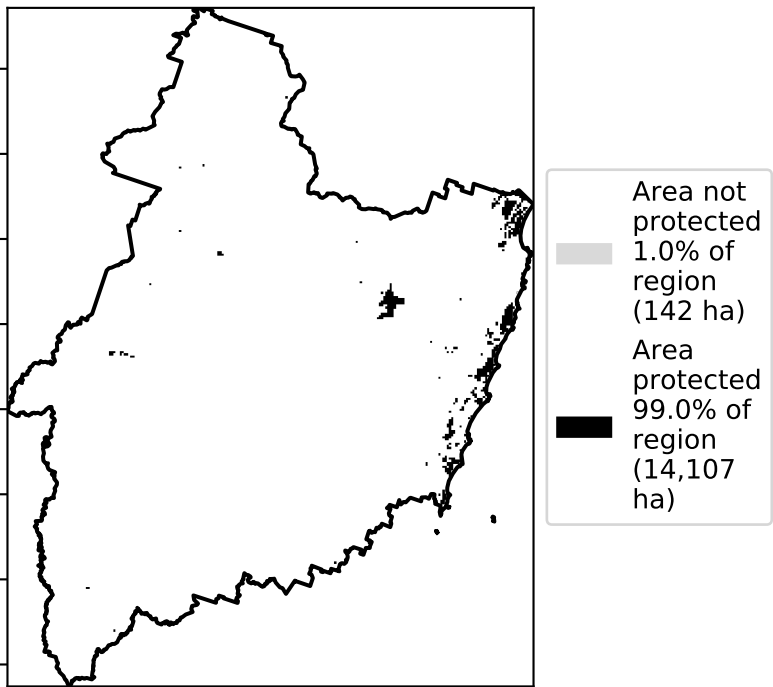 Area not
protected
1.0% of
region
(142 ha)
Area
protected
99.0% of
region
(14,107
ha)